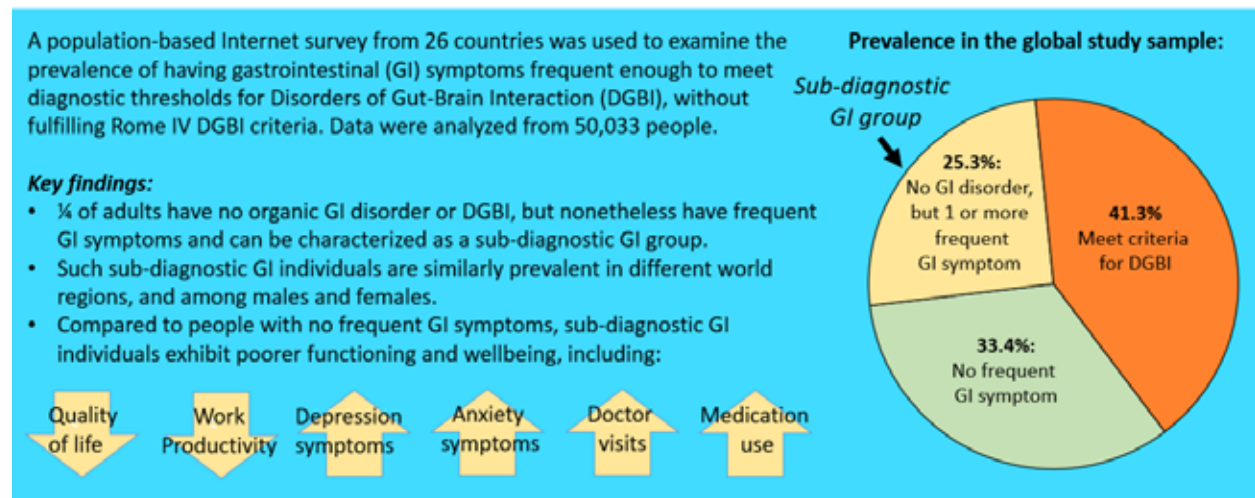 A population-based Internet survey from 26 countries was used to examine the
prevalence of having gastrointestinal (GI) symptoms frequent enough to meet
diagnostic thresholds for Disorders of Gut-Brain Interaction (DGBI), without
fulfilling Rome IV DGBI criteria. Data were analyzed from 50,033 people.
Key findings:
• ¼ of adults have no organic GI disorder or DGBI, but nonetheless have frequent
GI symptoms and can be characterized as a sub-diagnostic GI group.
• Such sub-diagnostic GI individuals are similarly prevalent in different world
regions, and among males and females.
• Compared to people with no frequent GI symptoms, sub-diagnostic GI
individuals exhibit poorer functioning and wellbeing, including:
Quality
of life
Work
Productivity
Depression
symptoms
Anxiety
symptoms
Doctor
visits
Medication
use
Prevalence in the global study sample:
Sub-diagnostic
GI group
25.3%:
No GI disorder,
but 1 or more
frequent
GI symptom
41.3%
Meet criteria
for DGBI
33.4%:
No frequent
GI symptom